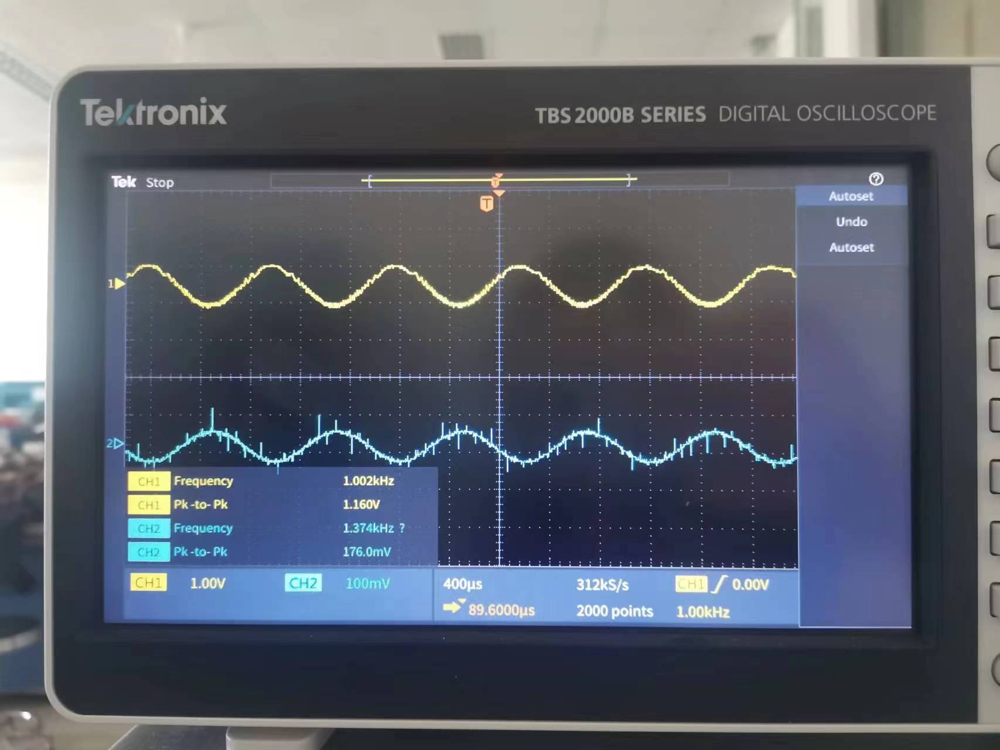 Tektronix
TBS 2000B SERIES DIGITAL OSCILLOSCOPE
Tek Stop
T
?
T
Autoset
Undo
Autoset
1
2
CH1 Frequency 1.002kHz
CH1 Pk-to-Pk 1.160V
CH2 Frequency 1.374kHz ?
CH2 Pk-to-Pk 176.0mV
CH1 1.00V CH2 100mV 400µs 312kS/s CH1 0.00V
89.6000µs 2000 points 1.00kHz